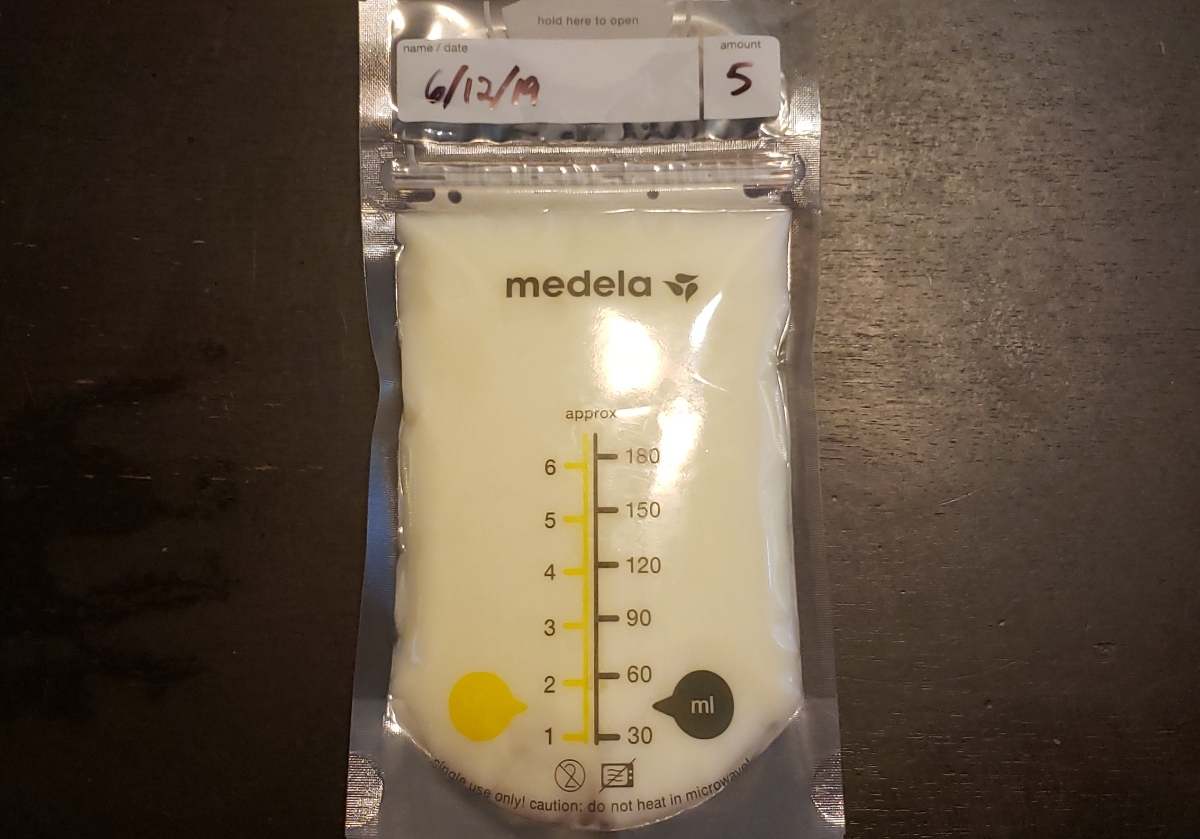 hold here to open
name / date
amount
6/12/19
5
medela
approx
6 180
5 150
4 120
3 90
2 60
ml
1 30
2
single use only! caution: do not heat in microwave!